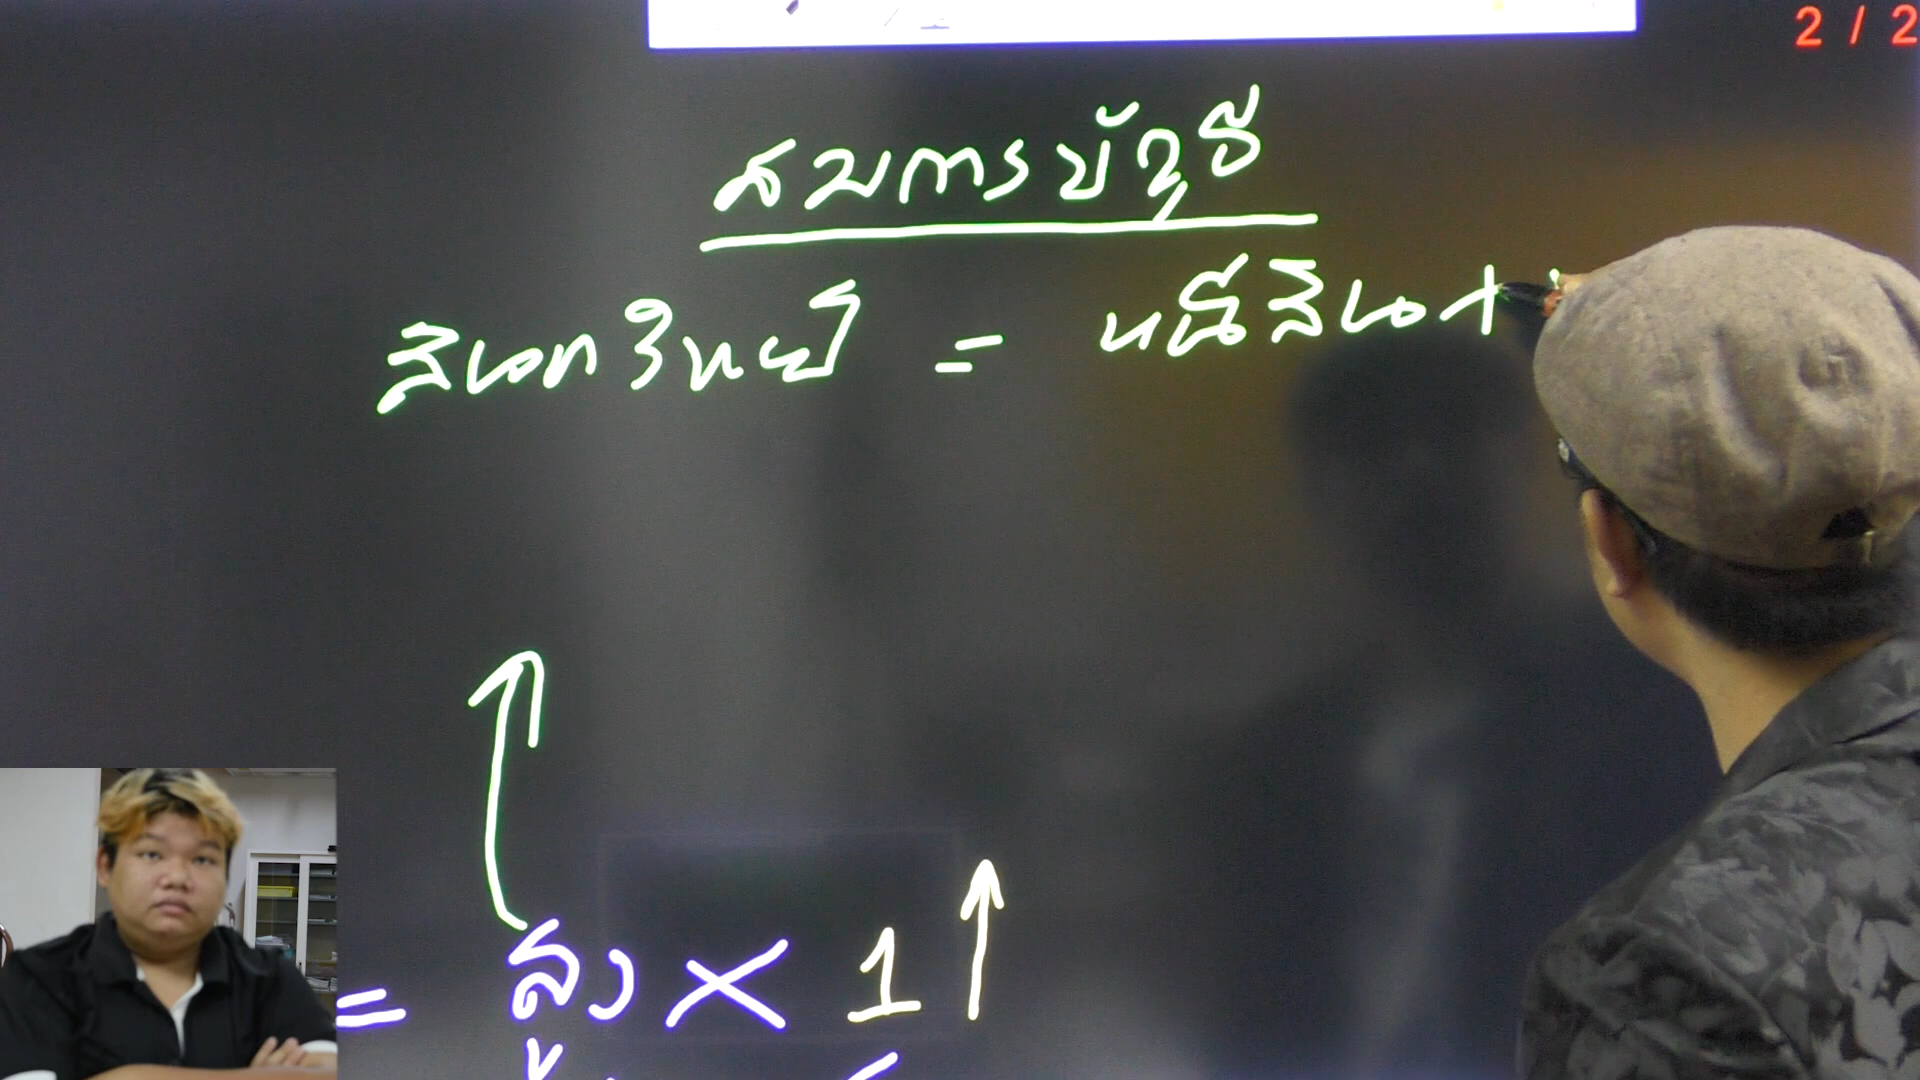 2 / 2
สมการบัญชี
สินทรัพย์ = หนี้สิน +
= สูง × 1